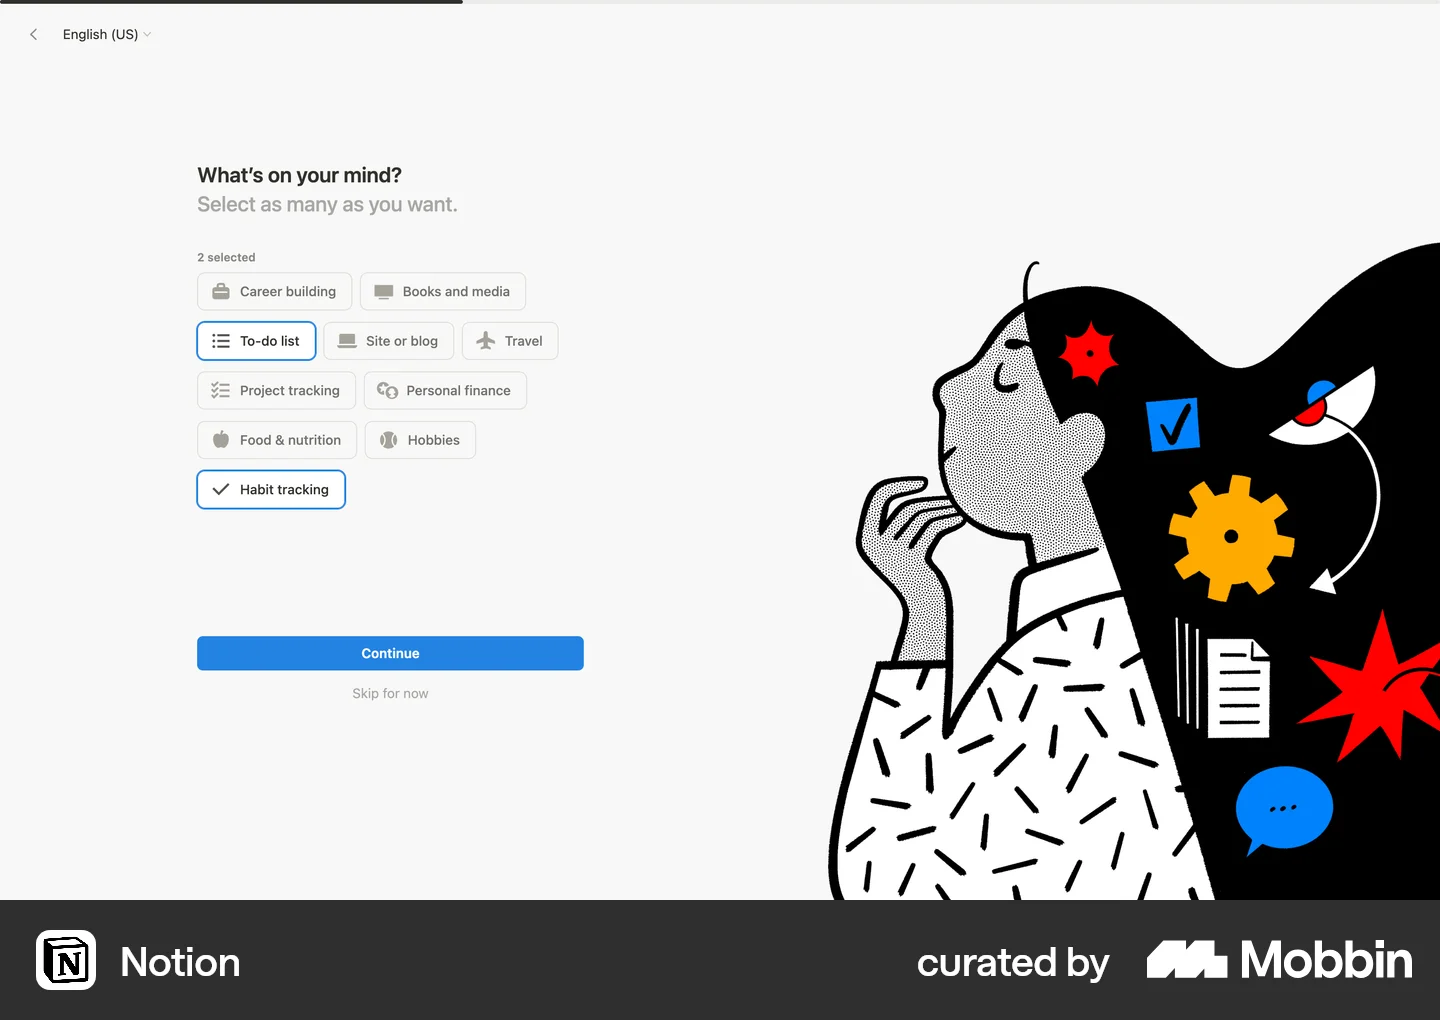 English (US)
What's on your mind?
Select as many as you want.
2 selected
Career building
Books and media
To-do list
Site or blog
Travel
Project tracking
Personal finance
Food & nutrition
Hobbies
Habit tracking
Continue
Skip for now
N
Notion
curated by
Mobbin